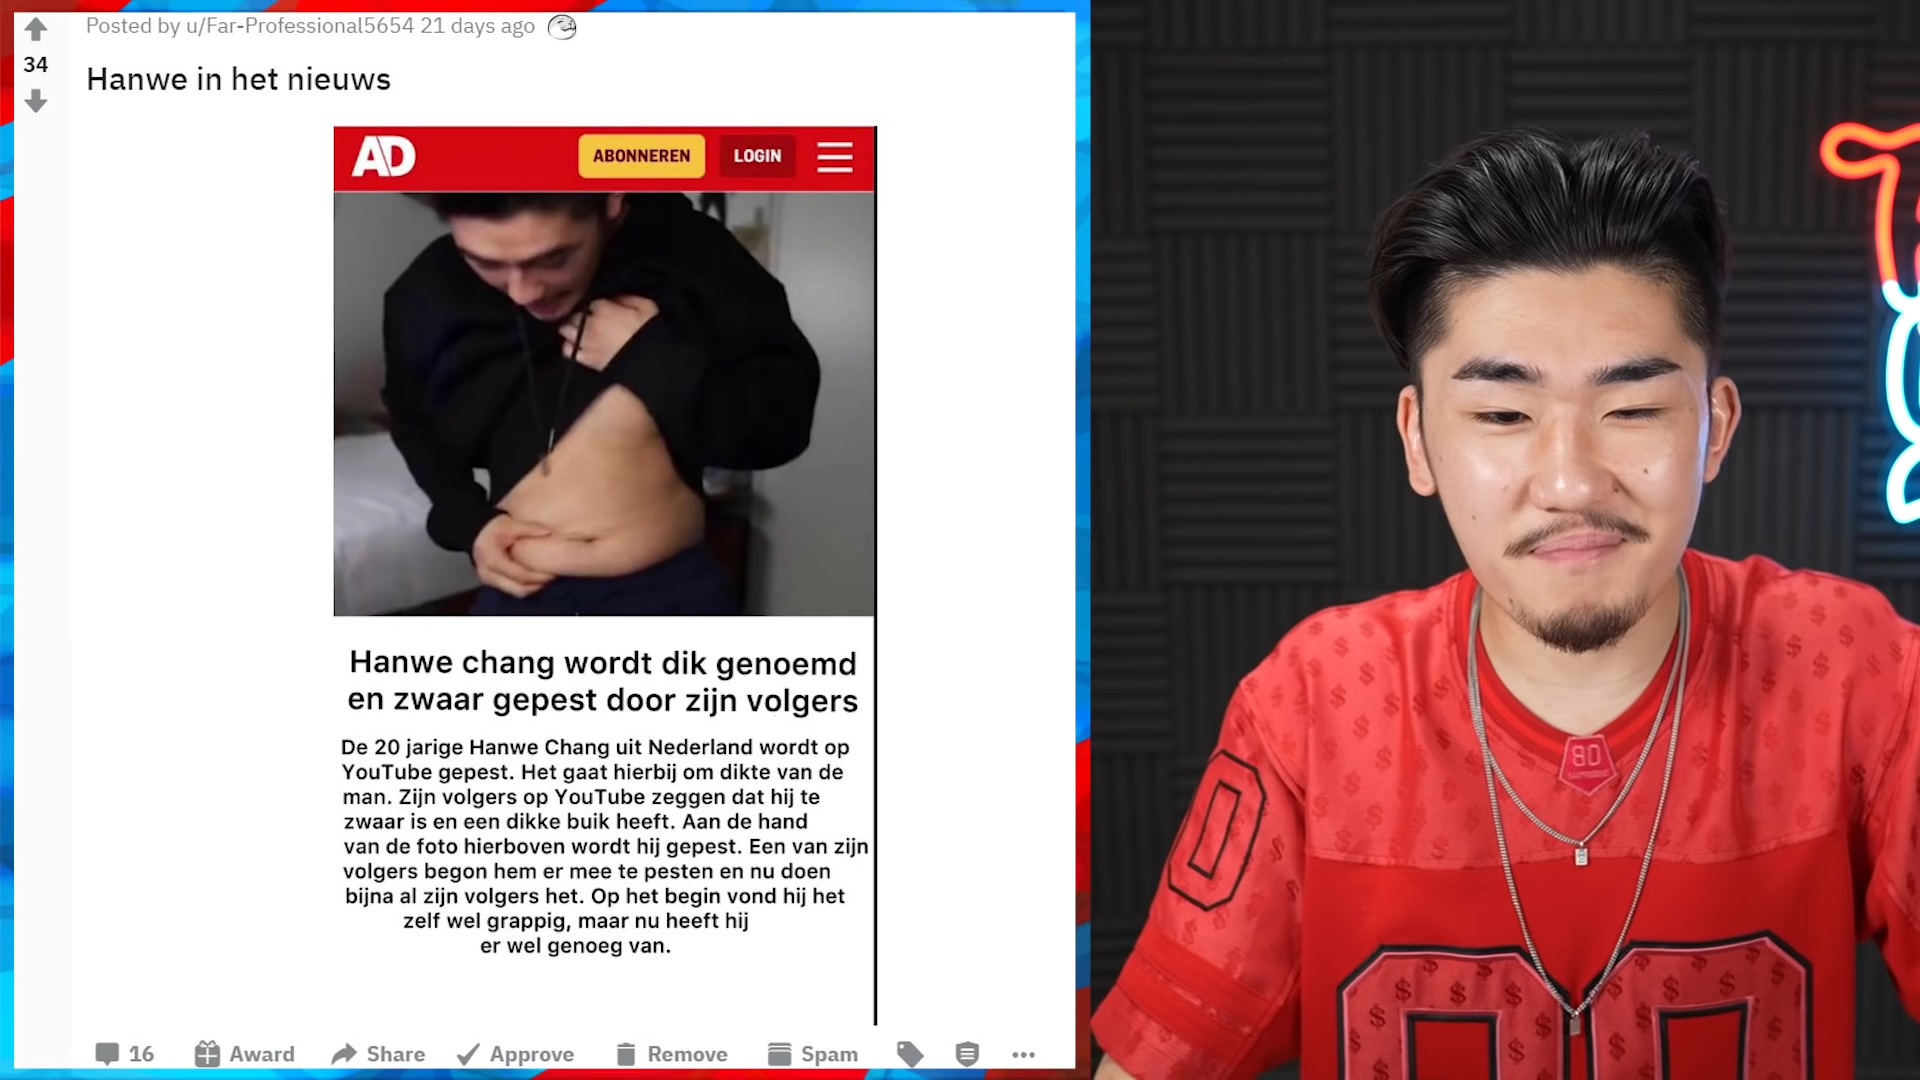 Posted by u/Far-Professional5654 21 days ago
34
Hanwe in het nieuws
AD
ABONNEREN
LOGIN
Hanwe chang wordt dik genoemd
en zwaar gepest door zijn volgers
De 20 jarige Hanwe Chang uit Nederland wordt op
YouTube gepest. Het gaat hierbij om dikte van de
man. Zijn volgers op YouTube zeggen dat hij te
zwaar is en een dikke buik heeft. Aan de hand
van de foto hierboven wordt hij gepest. Een van zijn
volgers begon hem er mee te pesten en nu doen
bijna al zijn volgers het. Op het begin vond hij het
zelf wel grappig, maar nu heeft hij
er wel genoeg van.
16
Award
Share
Approve
Remove
Spam
0
80
00